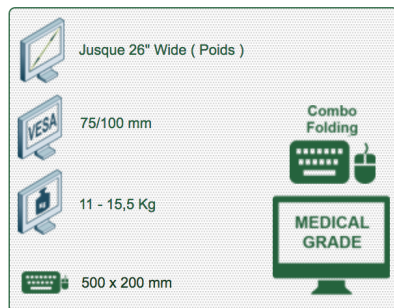 Jusque 26" Wide ( Poids )
VESA
75/100 mm
KG
11 - 15,5 Kg
500 x 200 mm
Combo
Folding
MEDICAL
GRADE